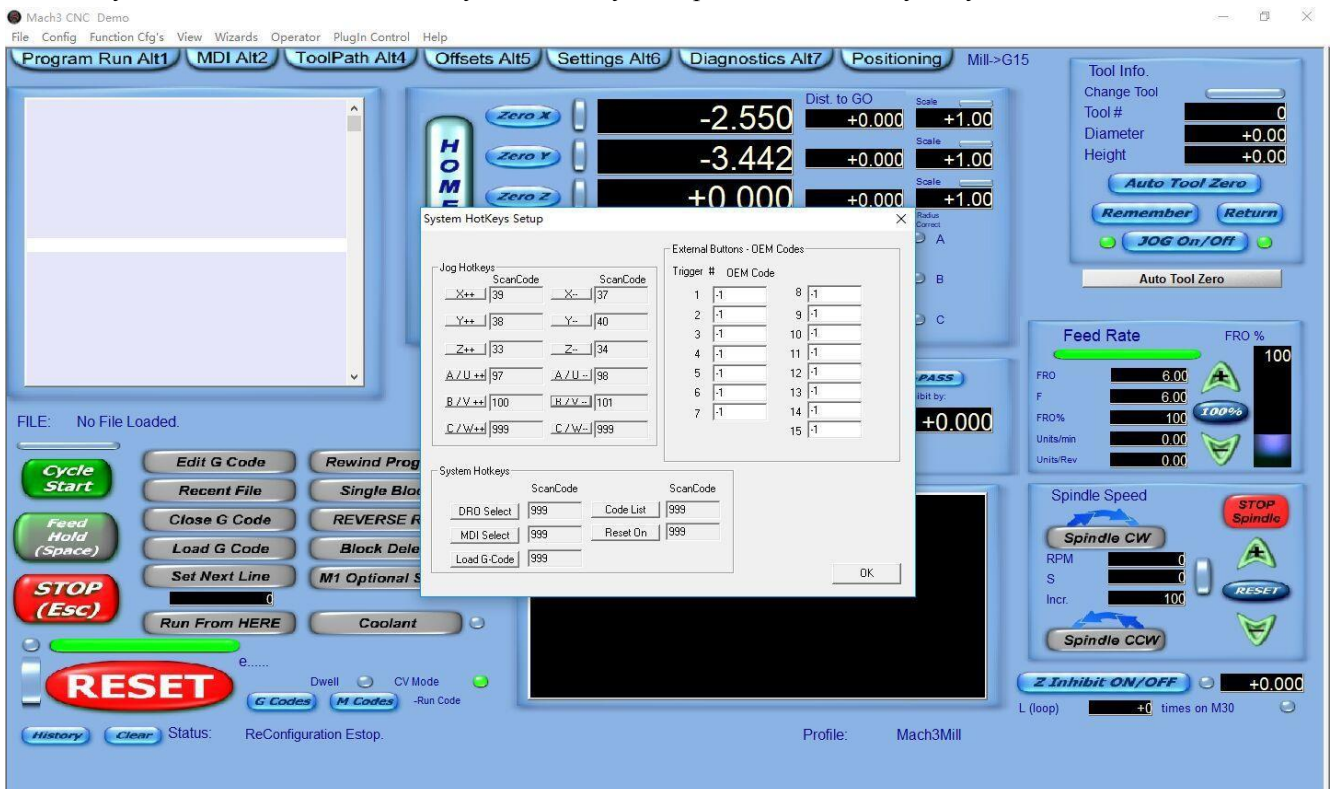 Mach3 CNC Demo
File Config Function Cfg's View Wizards Operator PlugIn Control Help
Program Run Alt1 MDI Alt2 ToolPath Alt4 Offsets Alt5 Settings Alt6 Diagnostics Alt7 Positioning Mill->G15
Tool Info.
Change Tool
Tool # 0
Diameter +0.00
Height +0.00
Auto Tool Zero
Remember Return
JOG On/Off
Auto Tool Zero
HOME
Dist. to GO
Zero X -2.550 +0.000 Scale +1.00
Zero Y -3.442 +0.000 Scale +1.00
Zero Z +0.000 +0.000 Scale +1.00
Radius
Correct
A
B
C
System HotKeys Setup
Jog Hotkeys
ScanCode ScanCode
X++ 39 X-- 37
Y++ 38 Y-- 40
Z++ 33 Z-- 34
A/U ++ 97 A/U -- 98
B/V ++ 100 B/V -- 101
C/W++ 999 C/W-- 999
External Buttons - OEM Codes
Trigger # OEM Code
1 -1 8 -1
2 -1 9 -1
3 -1 10 -1
4 -1 11 -1
5 -1 12 -1
6 -1 13 -1
7 -1 14 -1
15 -1
System Hotkeys
ScanCode ScanCode
DRO Select 999 Code List 999
MDI Select 999 Reset On 999
Load G-Code 999
OK
-PASS
ibit by:
+0.000
Feed Rate FRO %
100
FRO 6.00
F 6.00
FRO% 100 100%
Units/min 0.00
Units/Rev 0.00
FILE: No File Loaded.
Cycle
Start
Feed
Hold
(Space)
STOP
(Esc)
Edit G Code Rewind Prog
Recent File Single Bloc
Close G Code REVERSE R
Load G Code Block Dele
Set Next Line M1 Optional S
0
Run From HERE Coolant
e......
RESET
Dwell CV Mode
G Codes M Codes -Run Code
Spindle Speed
STOP
Spindle
Spindle CW
RPM 0
S 0
Incr. 100
RESET
Spindle CCW
Z Inhibit ON/OFF +0.000
L (loop) +0 times on M30
History Clear Status: ReConfiguration Estop. Profile: Mach3Mill